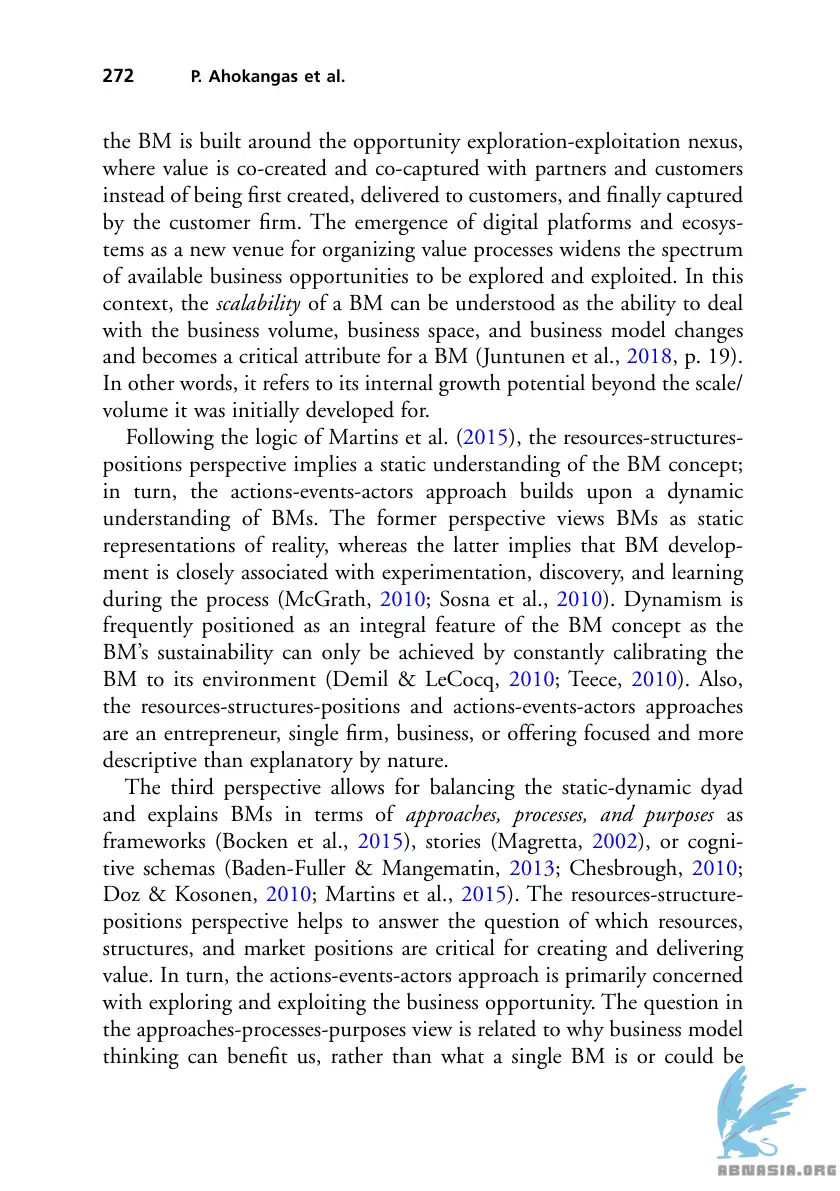 272 P. Ahokangas et al.
the BM is built around the opportunity exploration-exploitation nexus,
where value is co-created and co-captured with partners and customers
instead of being first created, delivered to customers, and finally captured
by the customer firm. The emergence of digital platforms and ecosys-
tems as a new venue for organizing value processes widens the spectrum
of available business opportunities to be explored and exploited. In this
context, the scalability of a BM can be understood as the ability to deal
with the business volume, business space, and business model changes
and becomes a critical attribute for a BM (Juntunen et al., 2018, p. 19).
In other words, it refers to its internal growth potential beyond the scale/
volume it was initially developed for.
Following the logic of Martins et al. (2015), the resources-structures-
positions perspective implies a static understanding of the BM concept;
in turn, the actions-events-actors approach builds upon a dynamic
understanding of BMs. The former perspective views BMs as static
representations of reality, whereas the latter implies that BM develop-
ment is closely associated with experimentation, discovery, and learning
during the process (McGrath, 2010; Sosna et al., 2010). Dynamism is
frequently positioned as an integral feature of the BM concept as the
BM's sustainability can only be achieved by constantly calibrating the
BM to its environment (Demil & LeCocq, 2010; Teece, 2010). Also,
the resources-structures-positions and actions-events-actors approaches
are an entrepreneur, single firm, business, or offering focused and more
descriptive than explanatory by nature.
The third perspective allows for balancing the static-dynamic dyad
and explains BMs in terms of approaches, processes, and purposes as
frameworks (Bocken et al., 2015), stories (Magretta, 2002), or cogni-
tive schemas (Baden-Fuller & Mangematin, 2013; Chesbrough, 2010;
Doz & Kosonen, 2010; Martins et al., 2015). The resources-structure-
positions perspective helps to answer the question of which resources,
structures, and market positions are critical for creating and delivering
value. In turn, the actions-events-actors approach is primarily concerned
with exploring and exploiting the business opportunity. The question in
the approaches-processes-purposes view is related to why business model
thinking can benefit us, rather than what a single BM is or could be
ABNASIA.ORG